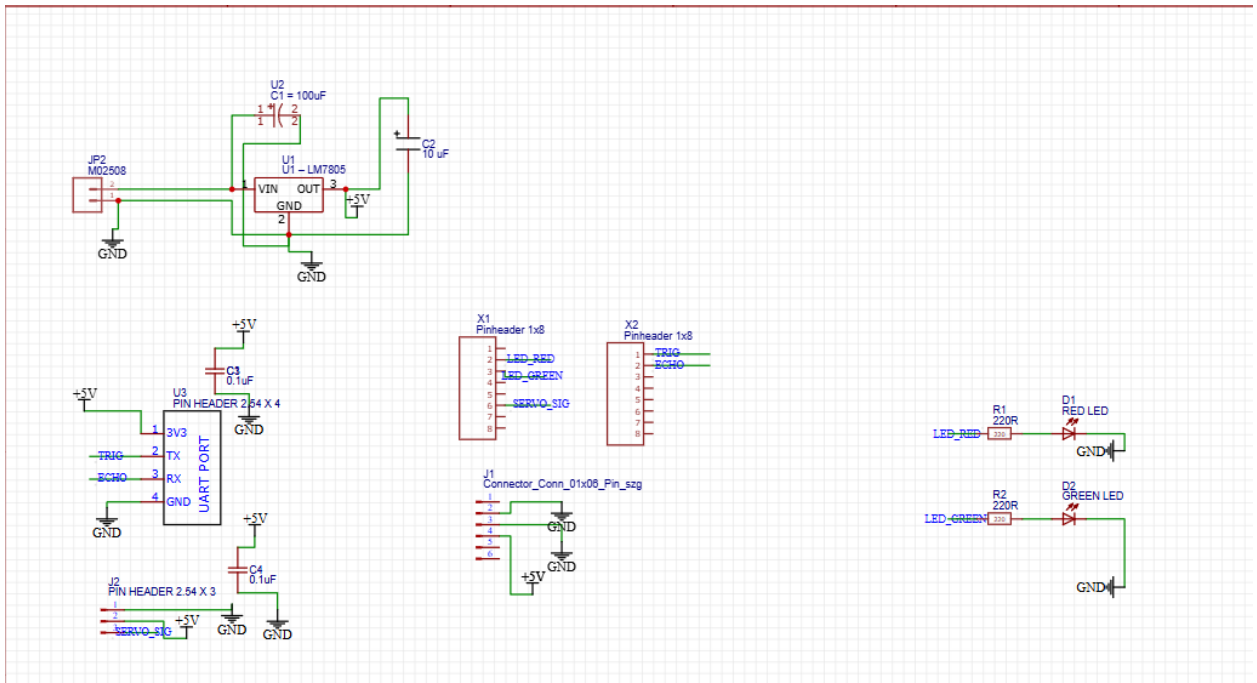 U2
C1 = 100uF
1 + 2
1 2
C2
10 uF
JP2
M02508
2
1
U1
U1 – LM7805
1 VIN OUT 3
+5V
GND
2
GND
GND
+5V
C3
0.1uF
+5V
U3
PIN HEADER 2.54 X 4
GND
1 3V3
TRIG 2 TX
ECHO 3 RX
4 GND
UART PORT
GND
+5V
C4
0.1uF
J2
PIN HEADER 2.54 X 3
1
2
3
SERVO_SIG
+5V
GND
GND
X1
Pinheader 1x8
1
2 LED_RED
3
4 LED_GREEN
5
6 SERVO_SIG
7
8
X2
Pinheader 1x8
1 TRIG
2 ECHO
3
4
5
6
7
8
J1
Connector_Conn_01x06_Pin_szg
1
2
3
4
5
6
GND
GND
+5V
R1
220R
LED_RED
330
D1
RED LED
GND
R2
220R
LED_GREEN
330
D2
GREEN LED
GND